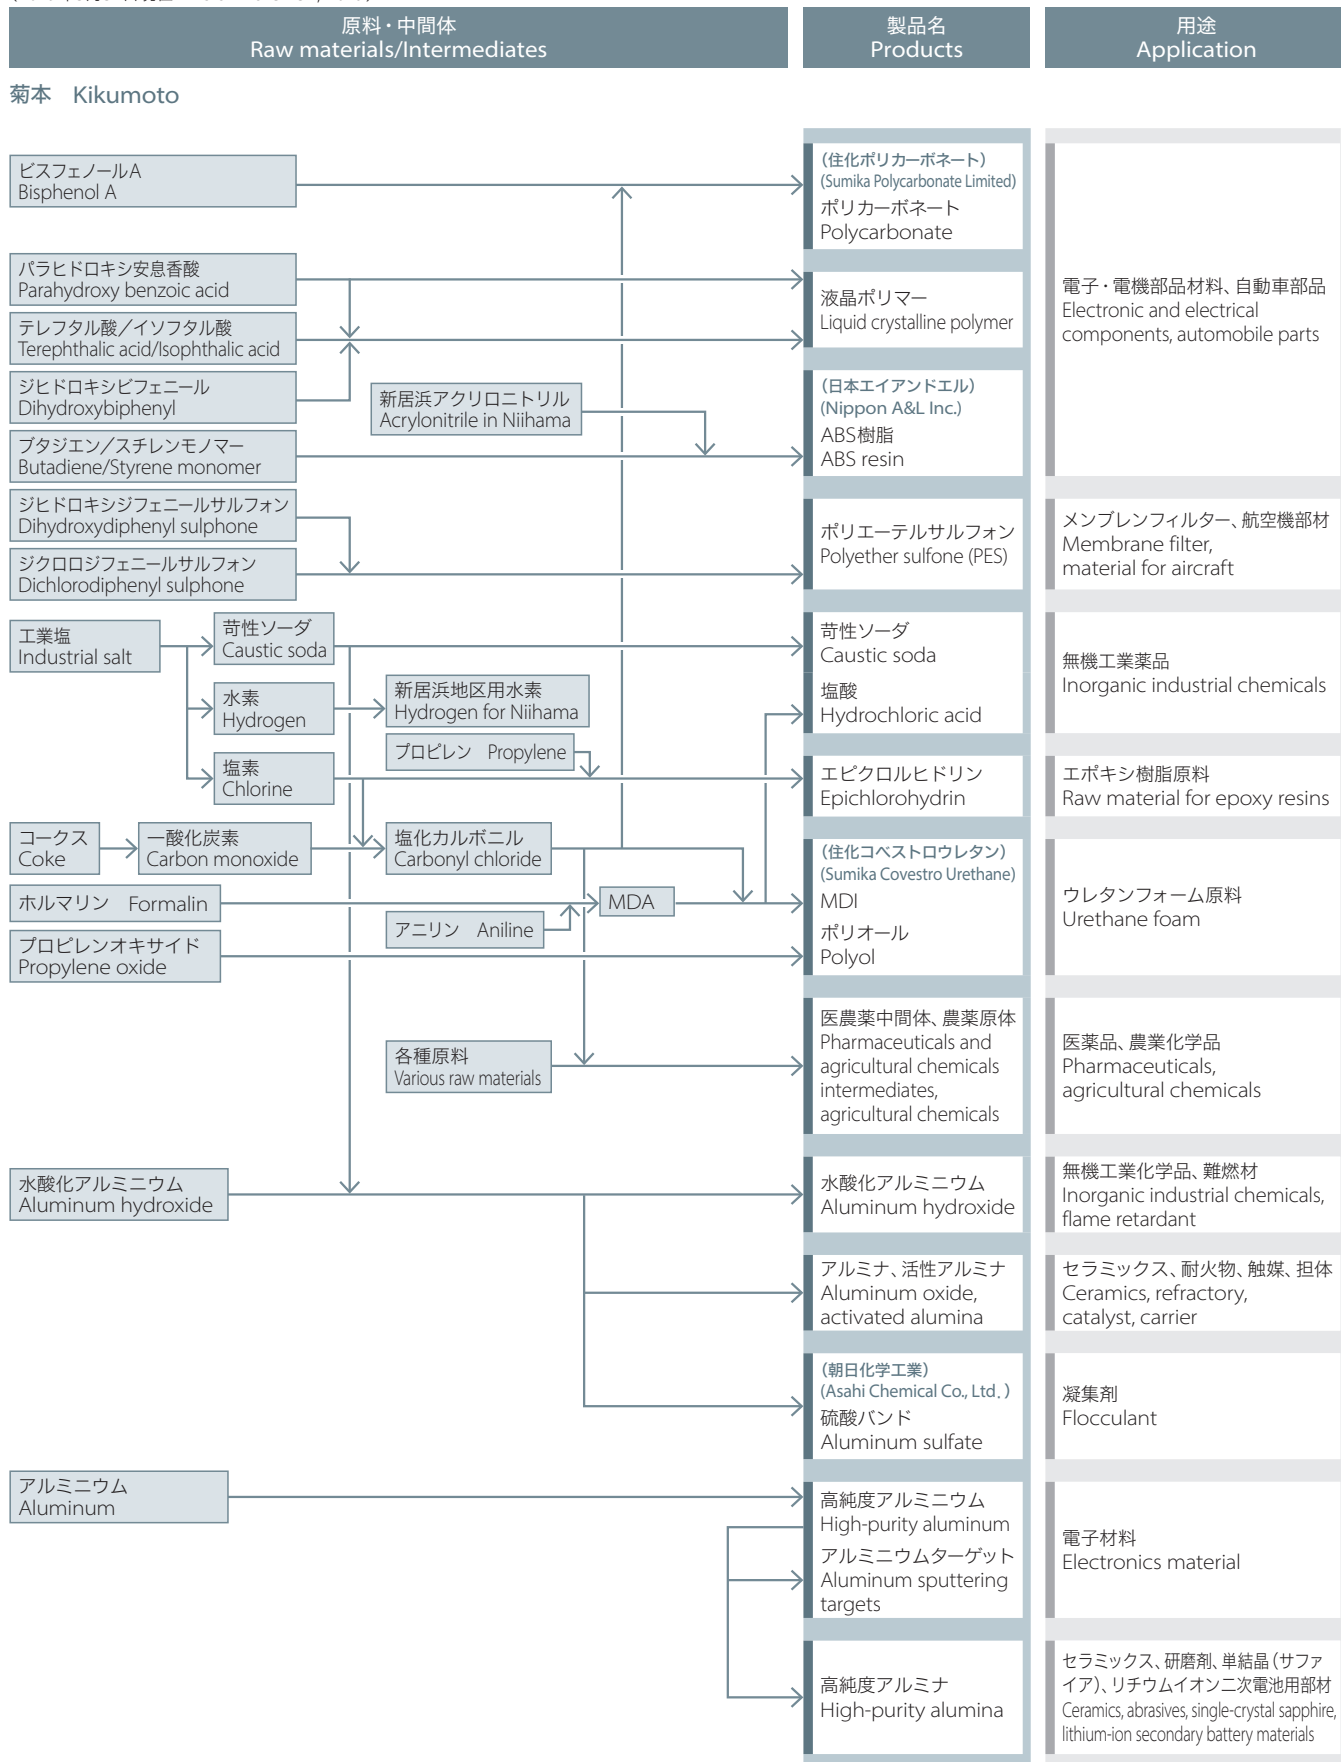 原料・中間体
Raw materials/Intermediates
製品名
Products
用途
Application
菊本 Kikumoto
ビスフェノールA
Bisphenol A
(住化ポリカーボネート)
(Sumika Polycarbonate Limited)
ポリカーボネート
Polycarbonate
パラヒドロキシ安息香酸
Parahydroxy benzoic acid
テレフタル酸/イソフタル酸
Terephthalic acid/Isophthalic acid
液晶ポリマー
Liquid crystalline polymer
電子・電機部品材料、自動車部品
Electronic and electrical
components, automobile parts
ジヒドロキシビフェニール
Dihydroxybiphenyl
新居浜アクリロニトリル
Acrylonitrile in Niihama
ブタジエン/スチレンモノマー
Butadiene/Styrene monomer
(日本エイアンドエル)
(Nippon A&L Inc.)
ABS樹脂
ABS resin
ジヒドロキシジフェニールサルフォン
Dihydroxydiphenyl sulphone
ジクロロジフェニールサルフォン
Dichlorodiphenyl sulphone
ポリエーテルサルフォン
Polyether sulfone (PES)
メンブレンフィルター、航空機部材
Membrane filter,
material for aircraft
工業塩
Industrial salt
苛性ソーダ
Caustic soda
苛性ソーダ
Caustic soda
無機工業薬品
Inorganic industrial chemicals
水素
Hydrogen
新居浜地区用水素
Hydrogen for Niihama
塩酸
Hydrochloric acid
プロピレン Propylene
塩素
Chlorine
エピクロルヒドリン
Epichlorohydrin
エポキシ樹脂原料
Raw material for epoxy resins
コークス
Coke
一酸化炭素
Carbon monoxide
塩化カルボニル
Carbonyl chloride
(住化コベストロウレタン)
(Sumika Covestro Urethane)
MDI
ポリオール
Polyol
ウレタンフォーム原料
Urethane foam
ホルマリン Formalin
MDA
アニリン Aniline
プロピレンオキサイド
Propylene oxide
各種原料
Various raw materials
医農薬中間体、農薬原体
Pharmaceuticals and
agricultural chemicals
intermediates,
agricultural chemicals
医薬品、農業化学品
Pharmaceuticals,
agricultural chemicals
水酸化アルミニウム
Aluminum hydroxide
水酸化アルミニウム
Aluminum hydroxide
無機工業化学品、難燃材
Inorganic industrial chemicals,
flame retardant
アルミナ、活性アルミナ
Aluminum oxide,
activated alumina
セラミックス、耐火物、触媒、担体
Ceramics, refractory,
catalyst, carrier
(朝日化学工業)
(Asahi Chemical Co., Ltd.)
硫酸バンド
Aluminum sulfate
凝集剤
Flocculant
アルミニウム
Aluminum
高純度アルミニウム
High-purity aluminum
アルミニウムターゲット
Aluminum sputtering
targets
電子材料
Electronics material
高純度アルミナ
High-purity alumina
セラミックス、研磨剤、単結晶(サファ
イア)、リチウムイオン二次電池用部材
Ceramics, abrasives, single-crystal sapphire,
lithium-ion secondary battery materials